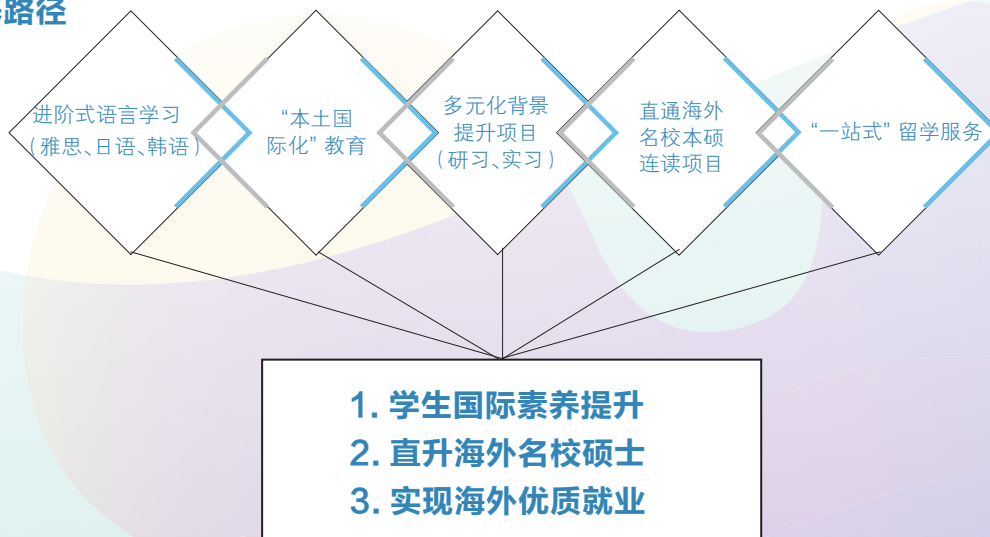 路径
进阶式语言学习
（雅思、日语、韩语）
“本土国
际化”教育
多元化背景
提升项目
（研习、实习）
直通海外
名校本硕
连读项目
“一站式”留学服务
1. 学生国际素养提升
2. 直升海外名校硕士
3. 实现海外优质就业